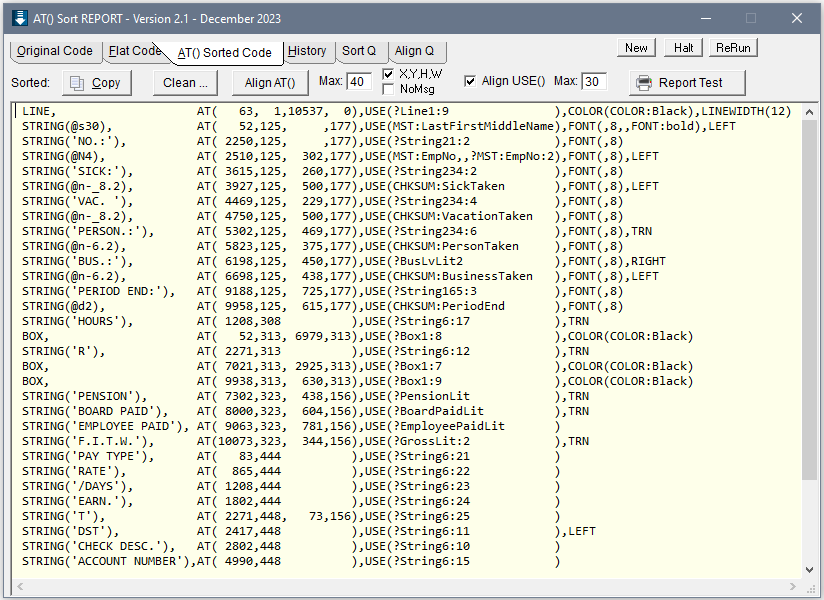 AT() Sort REPORT - Version 2.1 - December 2023
Original Code Flat Code AT() Sorted Code History Sort Q Align Q New Halt ReRun
Sorted: Copy Clean ... Align AT() Max: 40 X,Y,H,W NoMsg Align USE() Max: 30 Report Test
LINE,                    AT(   63,  1,10537,  0),USE(?Line1:9               ),COLOR(COLOR:Black),LINEWIDTH(12)
STRING(@s30),            AT(   52,125,     ,177),USE(MST:LastFirstMiddleName),FONT(,8,,FONT:bold),LEFT
STRING('NO.:'),          AT( 2250,125,     ,177),USE(?String21:2            ),FONT(,8)
STRING(@N4),             AT( 2510,125,  302,177),USE(MST:EmpNo,,?MST:EmpNo:2),FONT(,8),LEFT
STRING('SICK:'),         AT( 3615,125,  260,177),USE(?String234:2           ),FONT(,8)
STRING(@n-_8.2),         AT( 3927,125,  500,177),USE(CHKSUM:SickTaken       ),FONT(,8),LEFT
STRING('VAC. '),         AT( 4469,125,  229,177),USE(?String234:4           ),FONT(,8)
STRING(@n-_8.2),         AT( 4750,125,  500,177),USE(CHKSUM:VacationTaken   ),FONT(,8)
STRING('PERSON.:'),      AT( 5302,125,  469,177),USE(?String234:6           ),FONT(,8),TRN
STRING(@n-6.2),          AT( 5823,125,  375,177),USE(CHKSUM:PersonTaken     ),FONT(,8)
STRING('BUS.:'),         AT( 6198,125,  450,177),USE(?BusLvLit2             ),FONT(,8),RIGHT
STRING(@n-6.2),          AT( 6698,125,  438,177),USE(CHKSUM:BusinessTaken   ),FONT(,8),LEFT
STRING('PERIOD END:'),   AT( 9188,125,  725,177),USE(?String165:3           ),FONT(,8)
STRING(@d2),             AT( 9958,125,  615,177),USE(CHKSUM:PeriodEnd       ),FONT(,8)
STRING('HOURS'),         AT( 1208,308          ),USE(?String6:17            ),TRN
BOX,                     AT(   52,313, 6979,313),USE(?Box1:8                ),COLOR(COLOR:Black)
STRING('R'),             AT( 2271,313          ),USE(?String6:12            ),TRN
BOX,                     AT( 7021,313, 2925,313),USE(?Box1:7                ),COLOR(COLOR:Black)
BOX,                     AT( 9938,313,  630,313),USE(?Box1:9                ),COLOR(COLOR:Black)
STRING('PENSION'),       AT( 7302,323,  438,156),USE(?PensionLit            ),TRN
STRING('BOARD PAID'),    AT( 8000,323,  604,156),USE(?BoardPaidLit          ),TRN
STRING('EMPLOYEE PAID'), AT( 9063,323,  781,156),USE(?EmployeePaidLit       )
STRING('F.I.T.W.'),      AT(10073,323,  344,156),USE(?GrossLit:2            ),TRN
STRING('PAY TYPE'),      AT(   83,444          ),USE(?String6:21            )
STRING('RATE'),          AT(  865,444          ),USE(?String6:22            )
STRING('/DAYS'),         AT( 1208,444          ),USE(?String6:23            )
STRING('EARN.'),         AT( 1802,444          ),USE(?String6:24            )
STRING('T'),             AT( 2271,448,   73,156),USE(?String6:25            )
STRING('DST'),           AT( 2417,448          ),USE(?String6:11            ),LEFT
STRING('CHECK DESC.'),   AT( 2802,448          ),USE(?String6:10            )
STRING('ACCOUNT NUMBER'),AT( 4990,448          ),USE(?String6:15            )